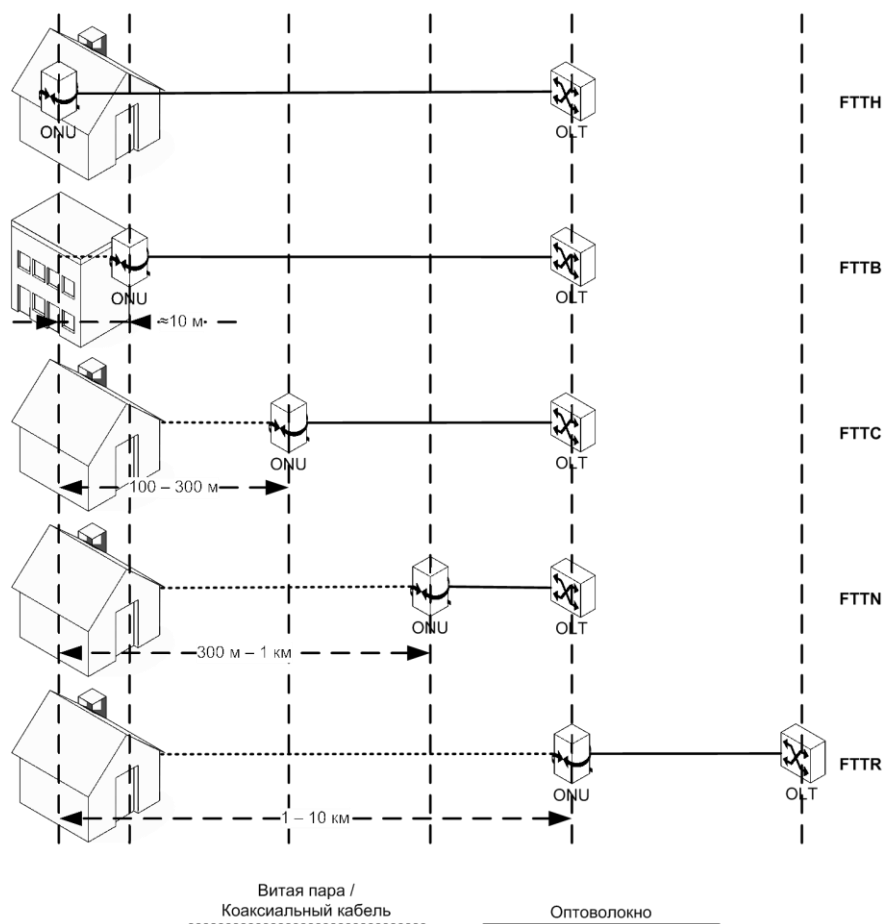 ONU
OLT
FTTH
ONU
OLT
FTTB
≈10 м
ONU
OLT
FTTC
100 – 300 м
ONU
OLT
FTTN
300 м – 1 км
ONU
OLT
FTTR
1 – 10 км
Витая пара /
Коаксиальный кабель
Оптоволокно